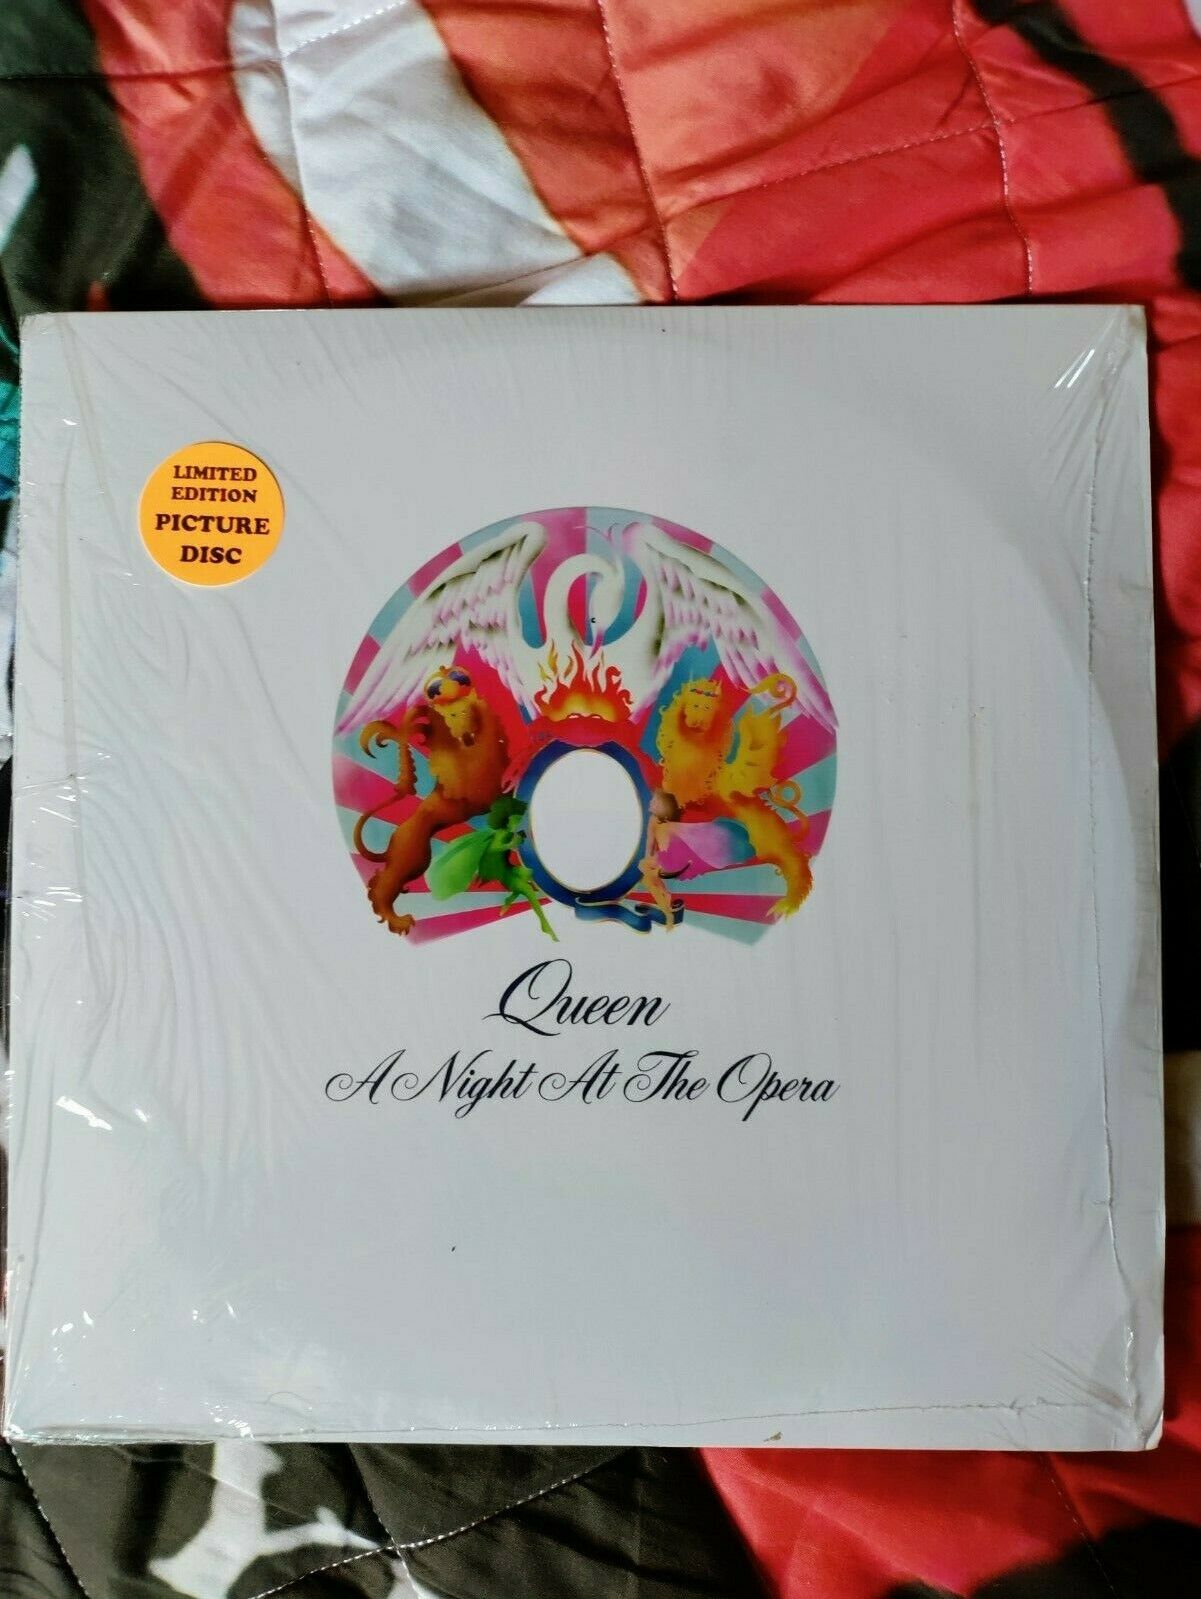 LIMITED
EDITION
PICTURE
DISC
Queen
A Night At The Opera